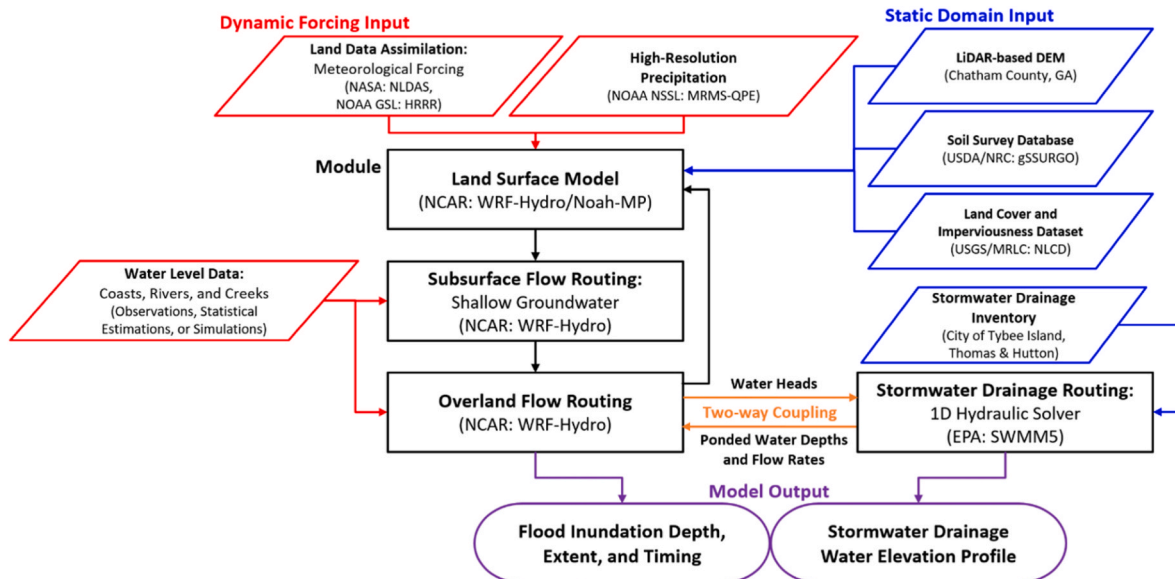 Dynamic Forcing Input
Static Domain Input
Land Data Assimilation:
Meteorological Forcing
(NASA: NLDAS,
NOAA GSL: HRRR)
High-Resolution
Precipitation
(NOAA NSSL: MRMS-QPE)
LiDAR-based DEM
(Chatham County, GA)
Soil Survey Database
(USDA/NRC: gSSURGO)
Land Cover and
Imperviousness Dataset
(USGS/MRLC: NLCD)
Module
Land Surface Model
(NCAR: WRF-Hydro/Noah-MP)
Water Level Data:
Coasts, Rivers, and Creeks
(Observations, Statistical
Estimations, or Simulations)
Subsurface Flow Routing:
Shallow Groundwater
(NCAR: WRF-Hydro)
Stormwater Drainage
Inventory
(City of Tybee Island,
Thomas & Hutton)
Overland Flow Routing
(NCAR: WRF-Hydro)
Water Heads
Two-way Coupling
Ponded Water Depths
and Flow Rates
Stormwater Drainage Routing:
1D Hydraulic Solver
(EPA: SWMM5)
Model Output
Flood Inundation Depth,
Extent, and Timing
Stormwater Drainage
Water Elevation Profile